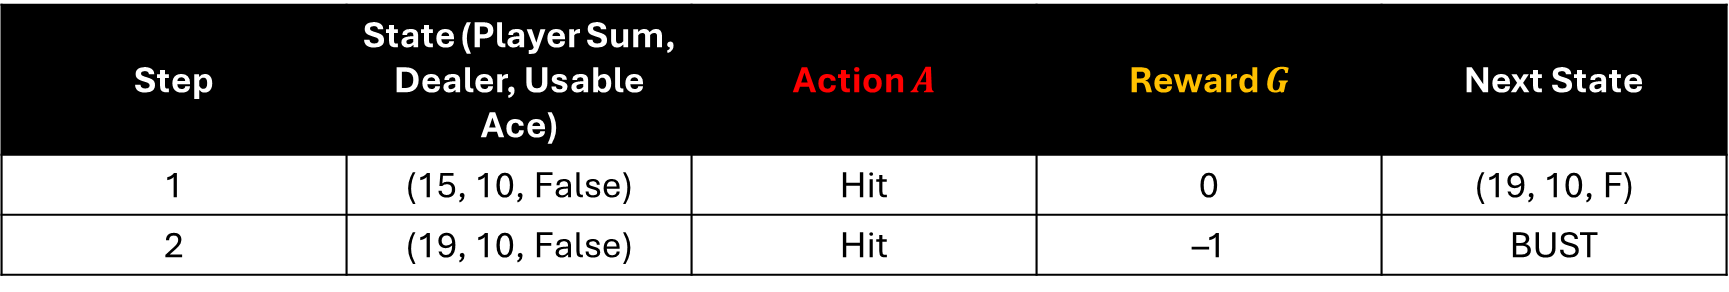 Step
State (Player Sum,
Dealer, Usable
Ace)
Action A
Reward G
Next State
1
(15, 10, False)
Hit
0
(19, 10, F)
2
(19, 10, False)
Hit
–1
BUST